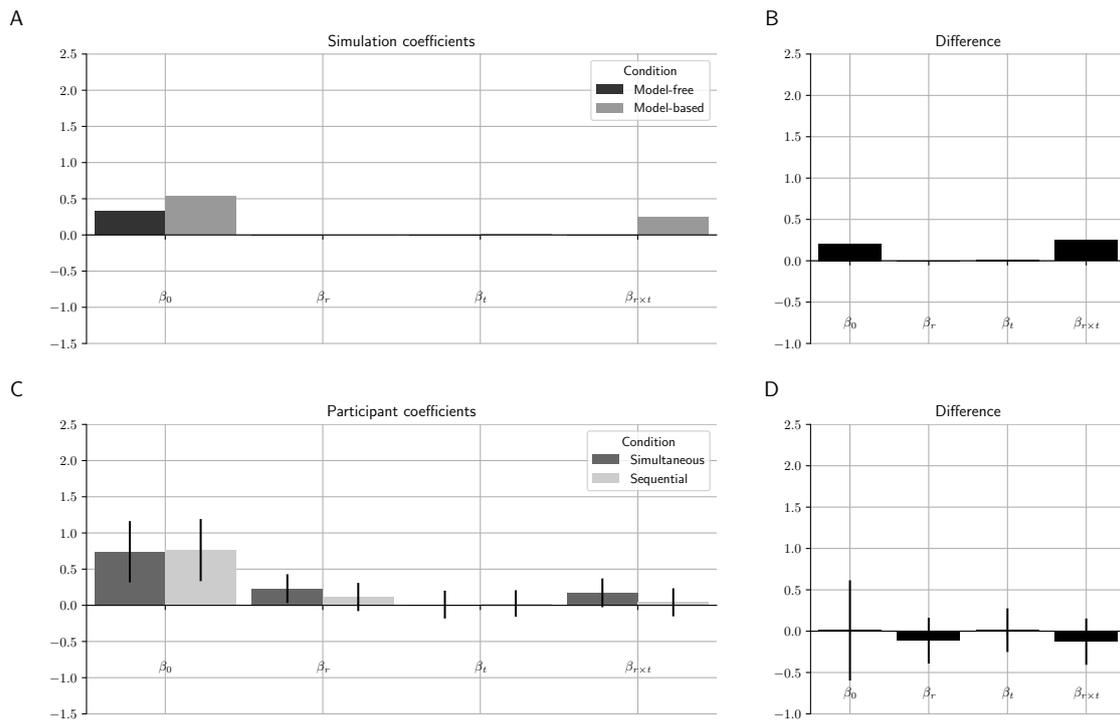 A
Simulation coefficients
2.5
2.0
1.5
1.0
0.5
0.0
−0.5
−1.0
−1.5
β0
βr
βt
βr×t
Condition
Model-free
Model-based
B
Difference
2.5
2.0
1.5
1.0
0.5
0.0
−0.5
−1.0
β0
βr
βt
βr×t
C
Participant coefficients
2.5
2.0
1.5
1.0
0.5
0.0
−0.5
−1.0
−1.5
β0
βr
βt
βr×t
Condition
Simultaneous
Sequential
D
Difference
2.5
2.0
1.5
1.0
0.5
0.0
−0.5
−1.0
β0
βr
βt
βr×t